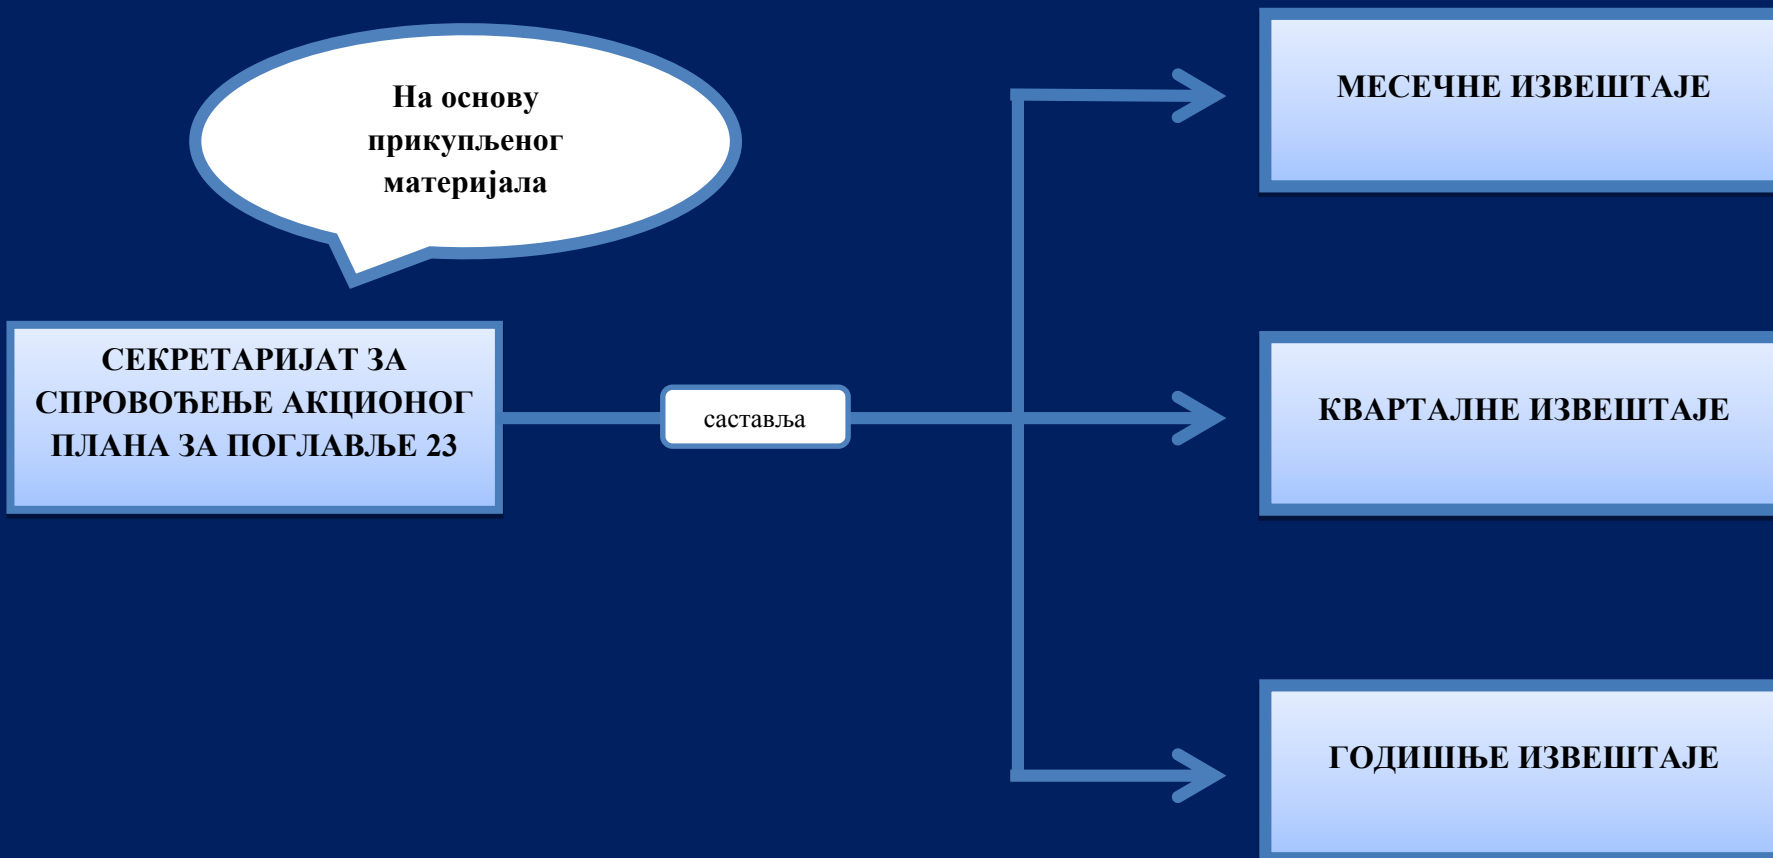 На основу
прикупљеног
материјала
СЕКРЕТАРИЈАТ ЗА
СПРОВОЂЕЊЕ АКЦИОНОГ
ПЛАНА ЗА ПОГЛАВЉЕ 23
саставља
МЕСЕЧНЕ ИЗВЕШТАЈЕ
КВАРТАЛНЕ ИЗВЕШТАЈЕ
ГОДИШЊЕ ИЗВЕШТАЈЕ